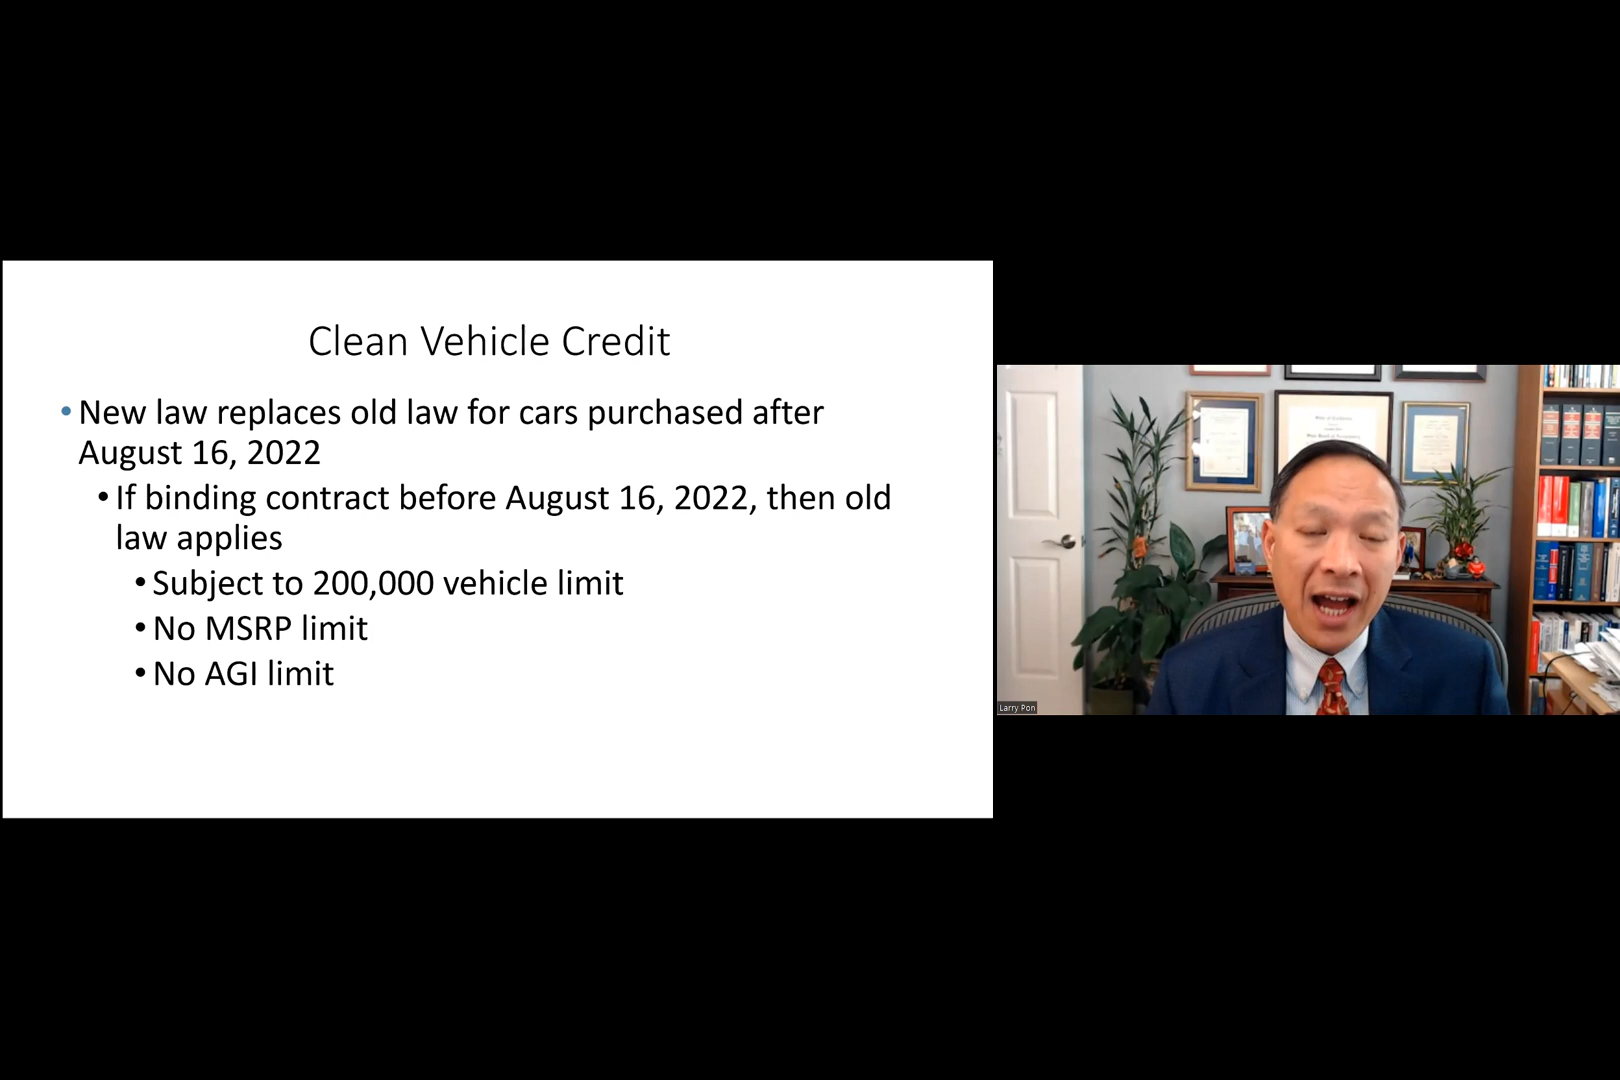 Clean Vehicle Credit
• New law replaces old law for cars purchased after
August 16, 2022
• If binding contract before August 16, 2022, then old
law applies
• Subject to 200,000 vehicle limit
• No MSRP limit
• No AGI limit
Larry Pon